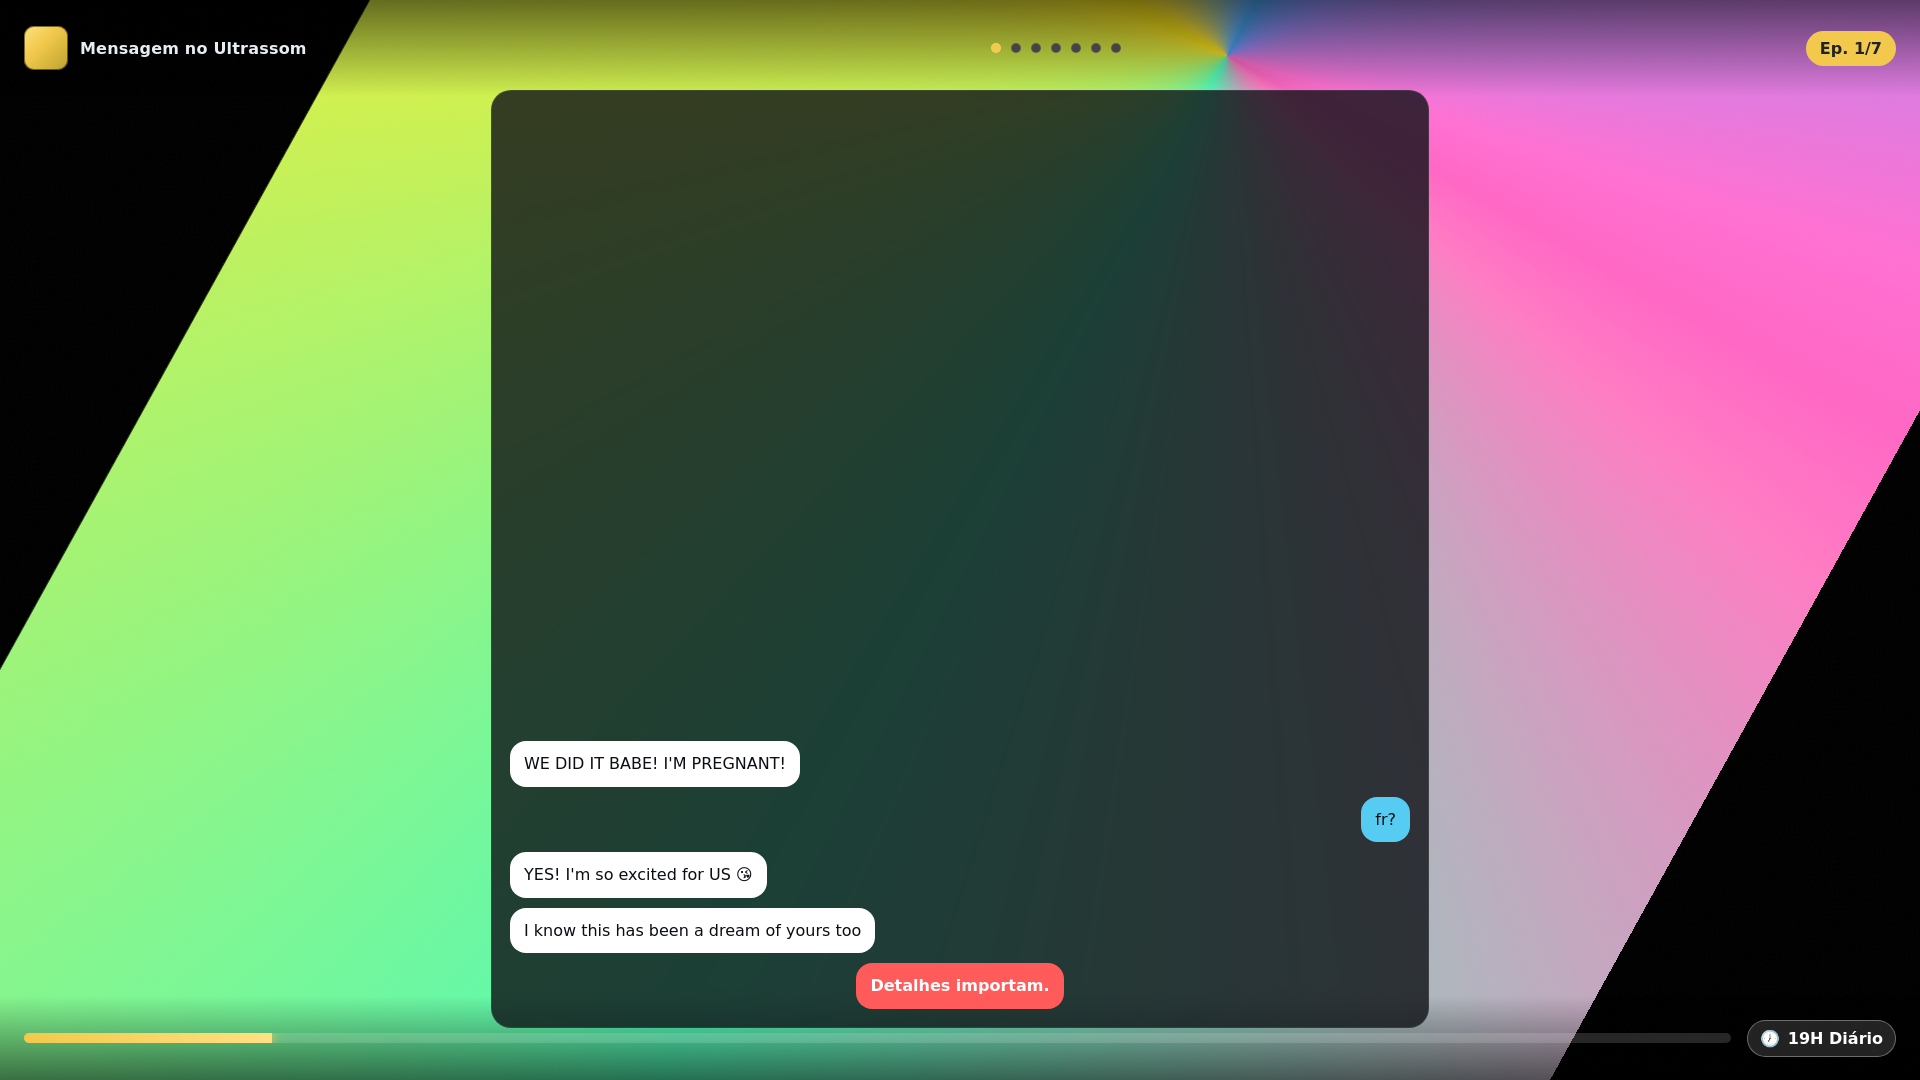 Mensagem no Ultrassom
Ep. 1/7
WE DID IT BABE! I'M PREGNANT!
fr?
YES! I'm so excited for US 😘
I know this has been a dream of yours too
Detalhes importam.
🕖 19H Diário